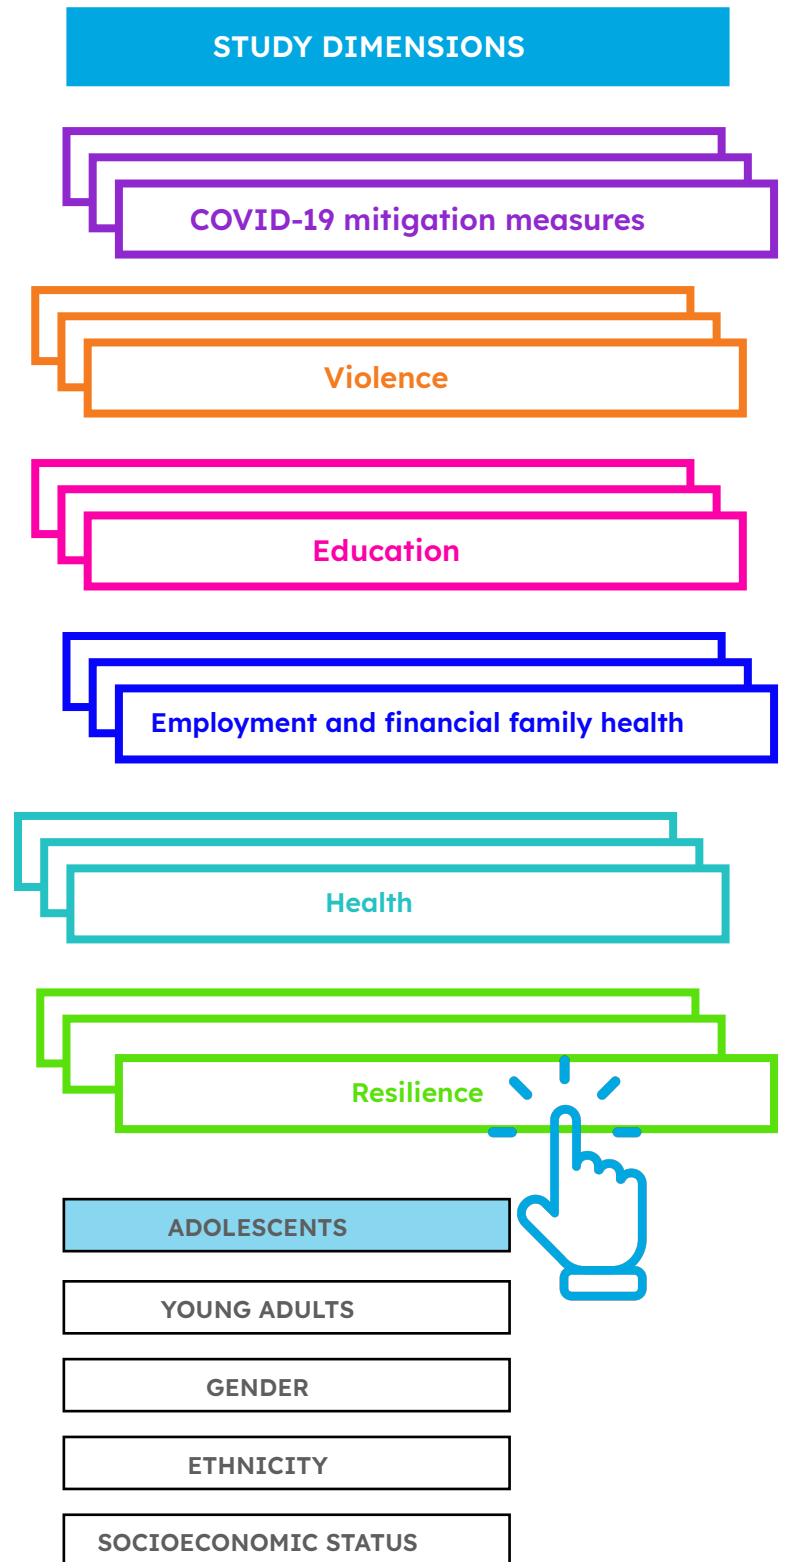 STUDY DIMENSIONS
COVID-19 mitigation measures
Violence
Education
Employment and financial family health
Health
Resilience
ADOLESCENTS
YOUNG ADULTS
GENDER
ETHNICITY
SOCIOECONOMIC STATUS